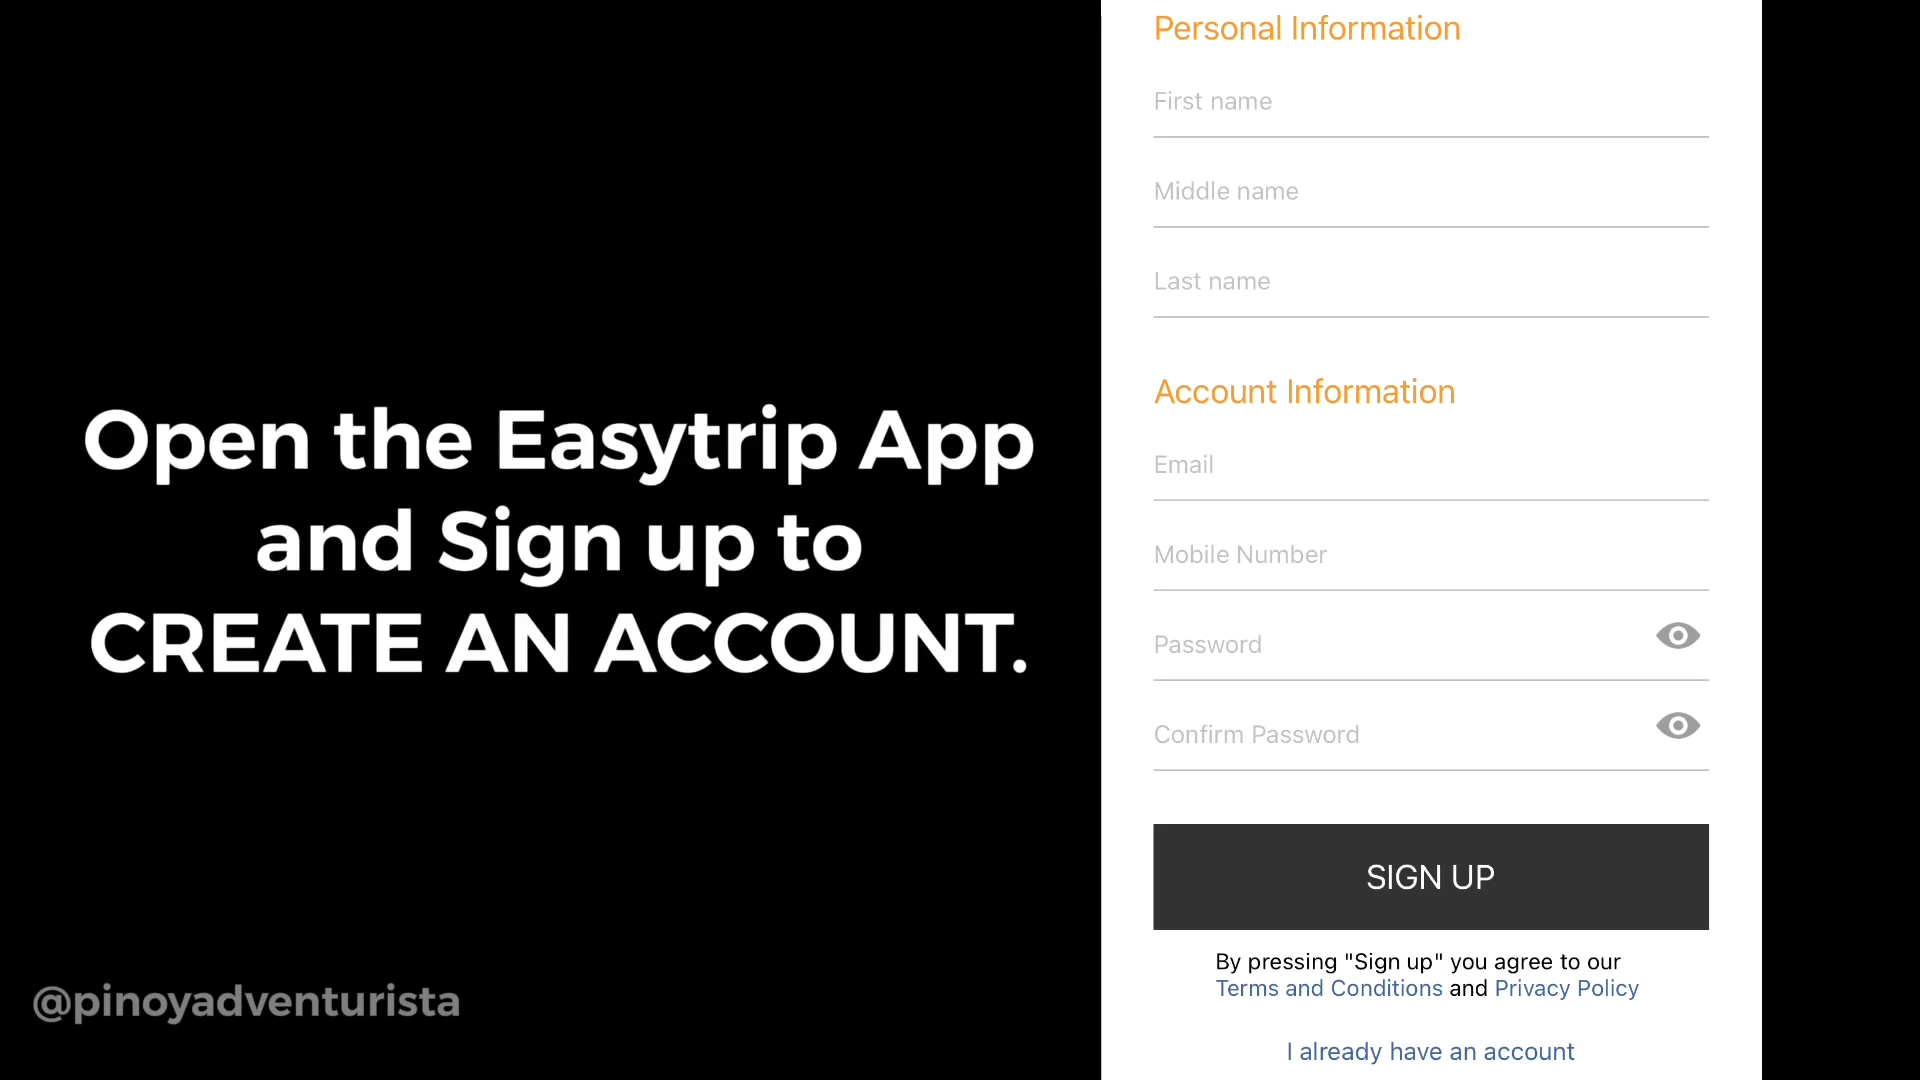 Open the Easytrip App
and Sign up to
CREATE AN ACCOUNT.
@pinoyadventurista
Personal Information
First name
Middle name
Last name
Account Information
Email
Mobile Number
Password
Confirm Password
SIGN UP
By pressing "Sign up" you agree to our
Terms and Conditions and Privacy Policy
I already have an account